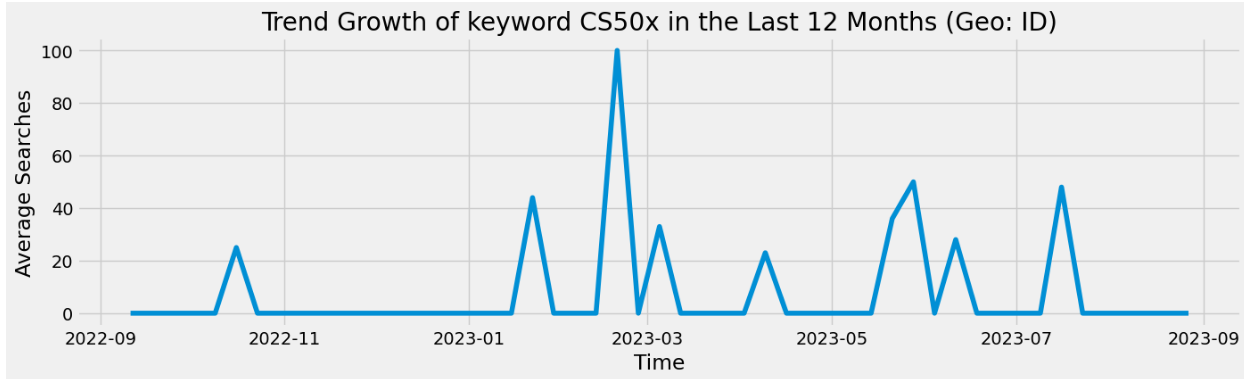 Trend Growth of keyword CS50x in the Last 12 Months (Geo: ID)
Average Searches
100
80
60
40
20
0
2022-09 2022-11 2023-01 2023-03 2023-05 2023-07 2023-09
Time